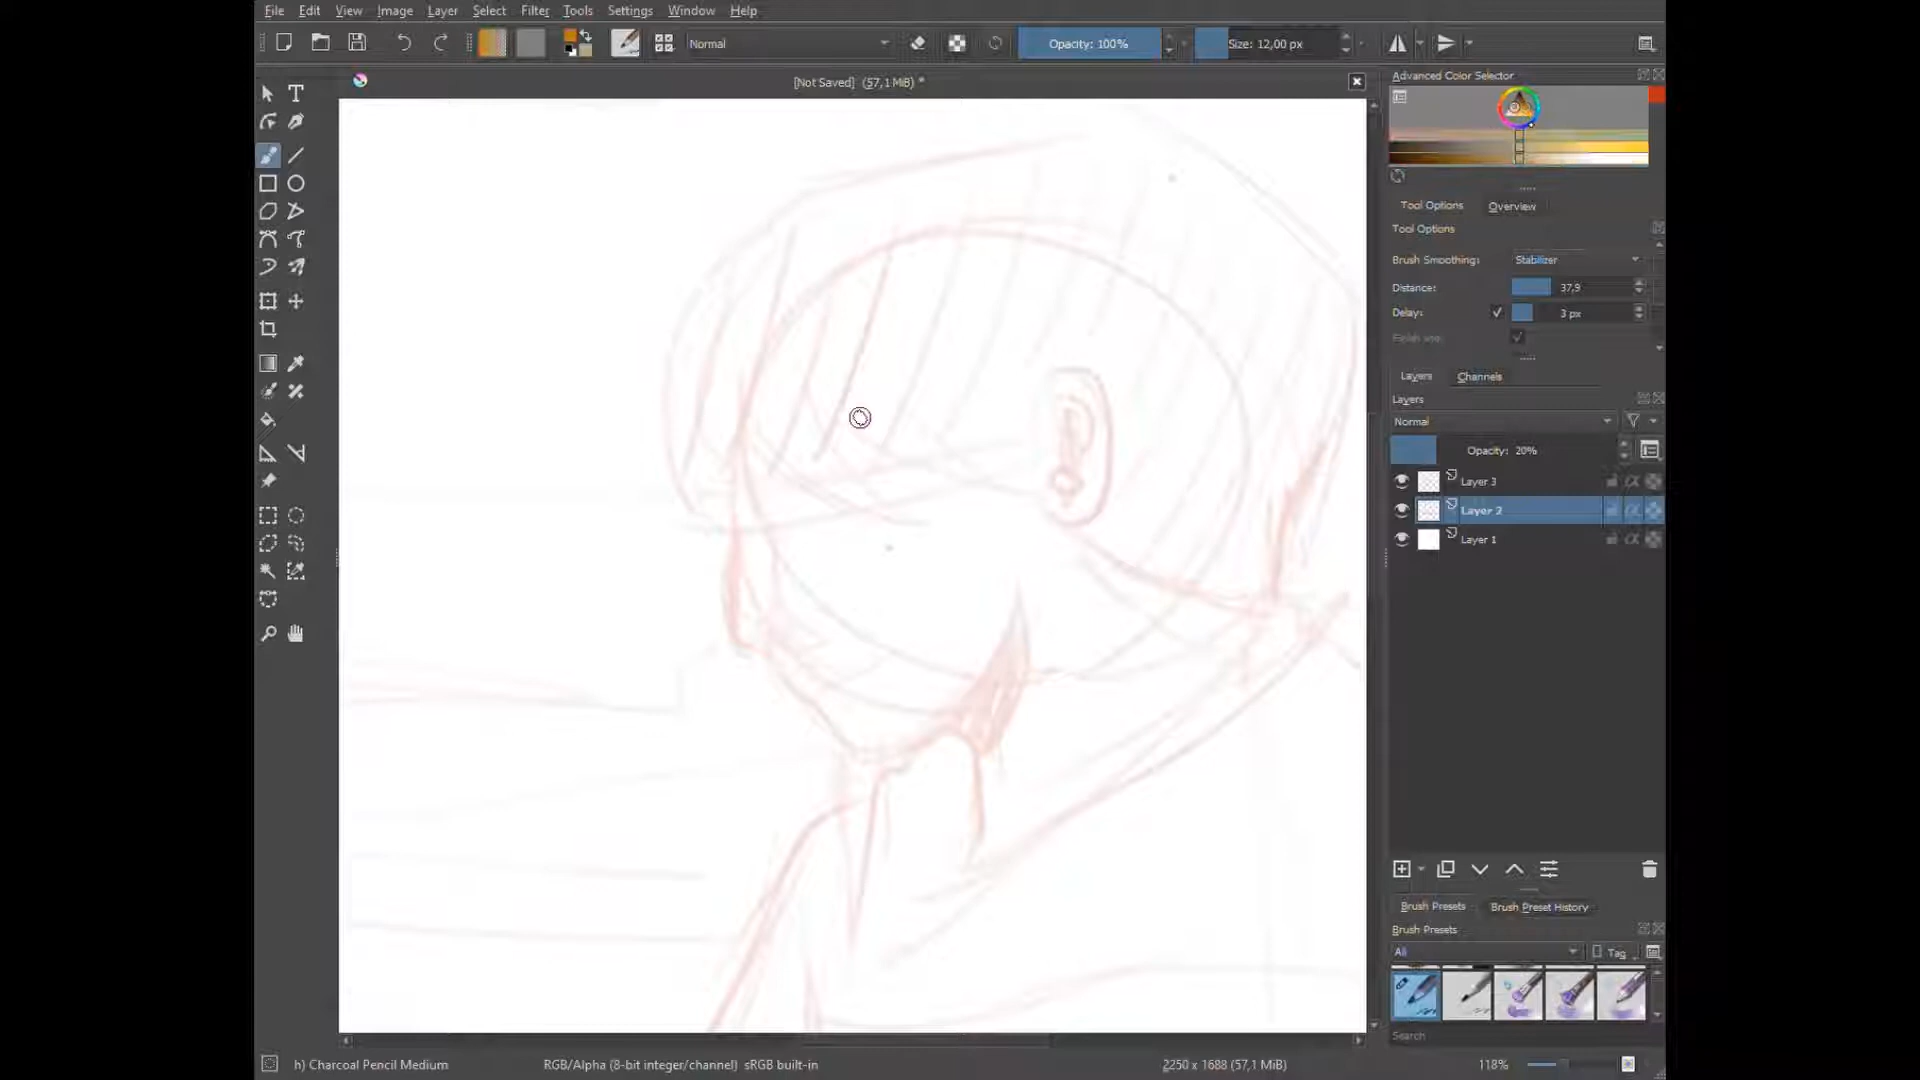 File Edit View Image Layer Select Filter Tools Settings Window Help
Normal
Opacity: 100%
Size: 12,00 px
[Not Saved] (57,1 MiB) *
Advanced Color Selector
Tool Options Overview
Tool Options
Brush Smoothing: Stabilizer
Distance: 37,9
Delay: 3 px
Layers Channels
Layers
Normal
Opacity: 20%
Layer 3
Layer 2
Layer 1
Brush Presets Brush Preset History
Brush Presets
All Tag
Search
h) Charcoal Pencil Medium RGB/Alpha (8-bit integer/channel) sRGB built-in 2250 x 1688 (57,1 MiB) 118%